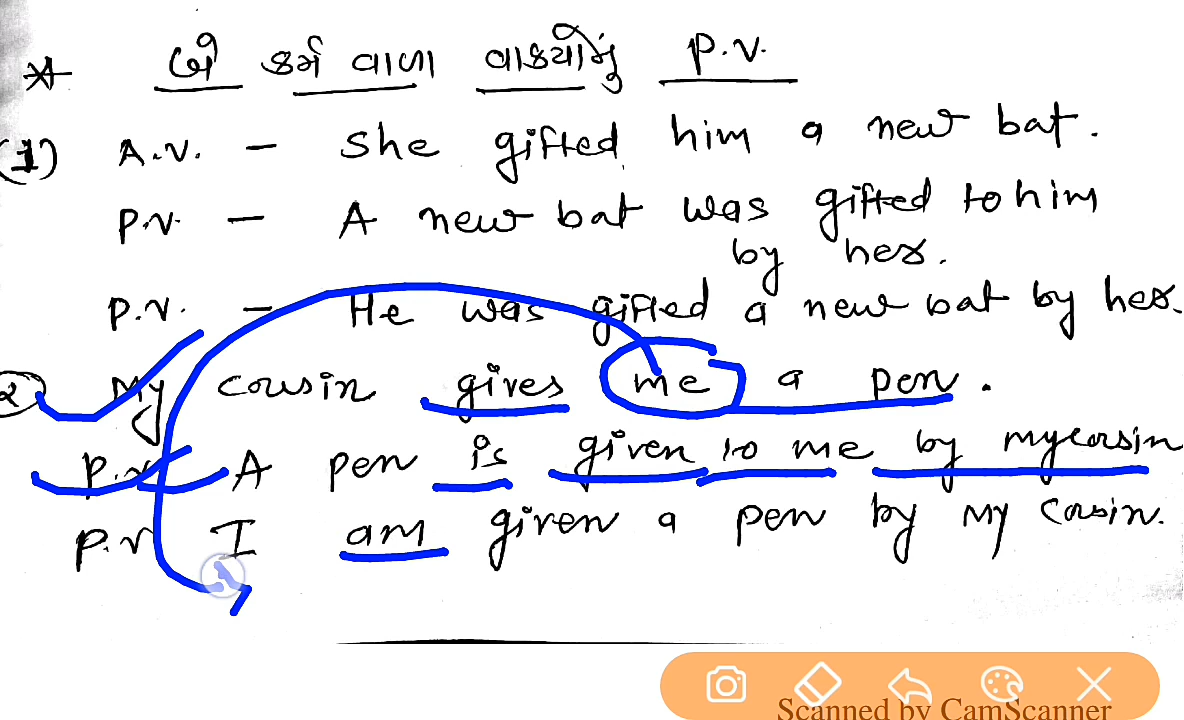 * બે કર્મ વાળા વાક્યોનું P.V.
(1) A.V. - She gifted him a new bat.
P.V. - A new bat was gifted to him
by her.
P.V. - He was gifted a new bat by her.
2 My cousin gives me a pen.
P.V A pen is given to me by my cousin
P.V I am given a pen by my cousin.
Scanned by CamScanner